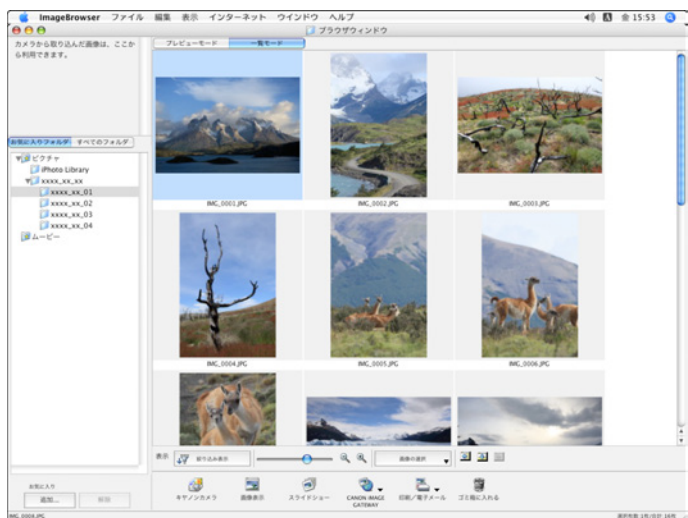 ImageBrowser ファイル 編集 表示 インターネット ウインドウ ヘルプ
金 15:53
ブラウザウィンドウ
カメラから取り込んだ画像は、ここか
ら利用できます。
プレビューモード 一覧モード
お気に入りフォルダ すべてのフォルダ
ピクチャ
iPhoto Library
xxxx_xx_xx
xxxx_xx_01
xxxx_xx_02
xxxx_xx_03
xxxx_xx_04
ムービー
IMG_0001.JPG IMG_0002.JPG IMG_0003.JPG
IMG_0004.JPG IMG_0005.JPG IMG_0006.JPG
表示 絞り込み表示 画像の選択
お気に入り
追加... 削除
キヤノンカメラ 画像表示 スライドショー CANON iMAGE GATEWAY 印刷／電子メール ゴミ箱に入れる
IMG_0004.JPG